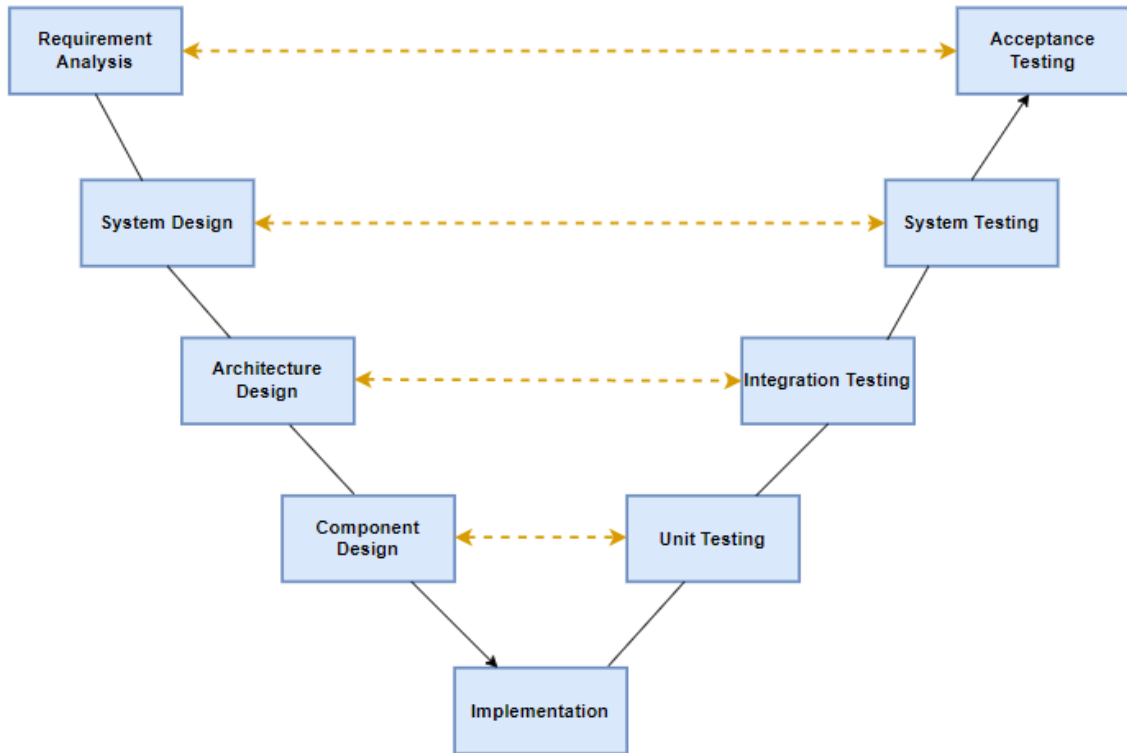 Requirement
Analysis
Acceptance
Testing
System Design
System Testing
Architecture
Design
Integration Testing
Component
Design
Unit Testing
Implementation